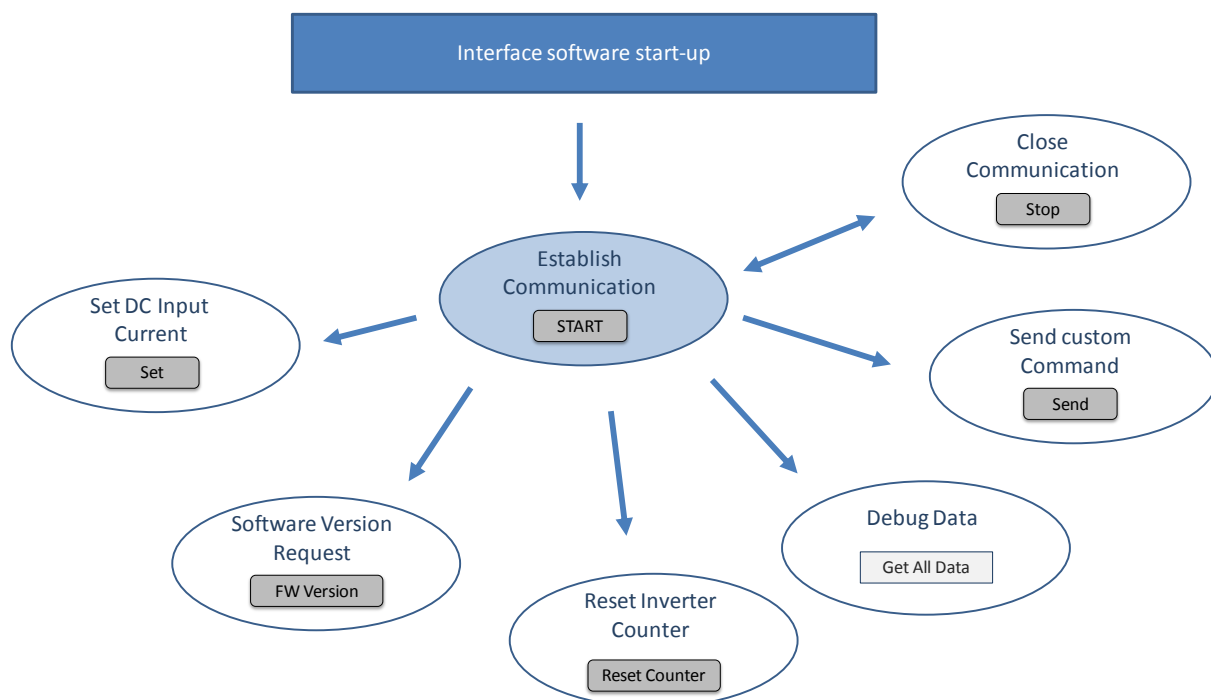 Interface software start-up
Close
Communication
Stop
Establish
Communication
START
Set DC Input
Current
Set
Send custom
Command
Send
Software Version
Request
FW Version
Debug Data
Get All Data
Reset Inverter
Counter
Reset Counter